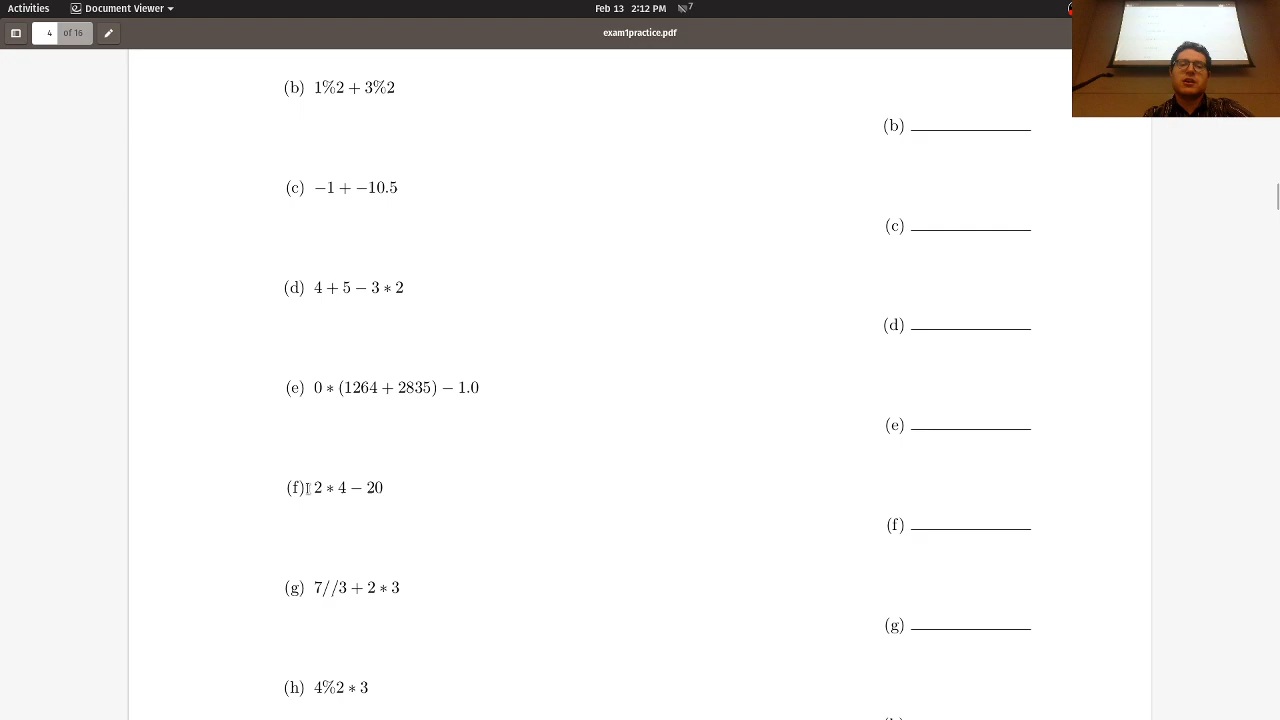 Activities Document Viewer Feb 13 2:12 PM 7
4 of 16 exam1practice.pdf
(b) 1%2 + 3%2
(b)
(c) −1 + −10.5
(c)
(d) 4 + 5 − 3 ∗ 2
(d)
(e) 0 ∗ (1264 + 2835) − 1.0
(e)
(f) 2 ∗ 4 − 20
(f)
(g) 7//3 + 2 ∗ 3
(g)
(h) 4%2 ∗ 3